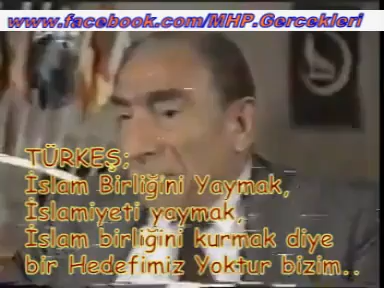 www.facebook.com/MHP.Gercekleri
TÜRKEŞ:
İslam Birliğini Yaymak,
İslamiyeti yaymak,
İslam birliğini kurmak diye
bir Hedefimiz Yoktur bizim..